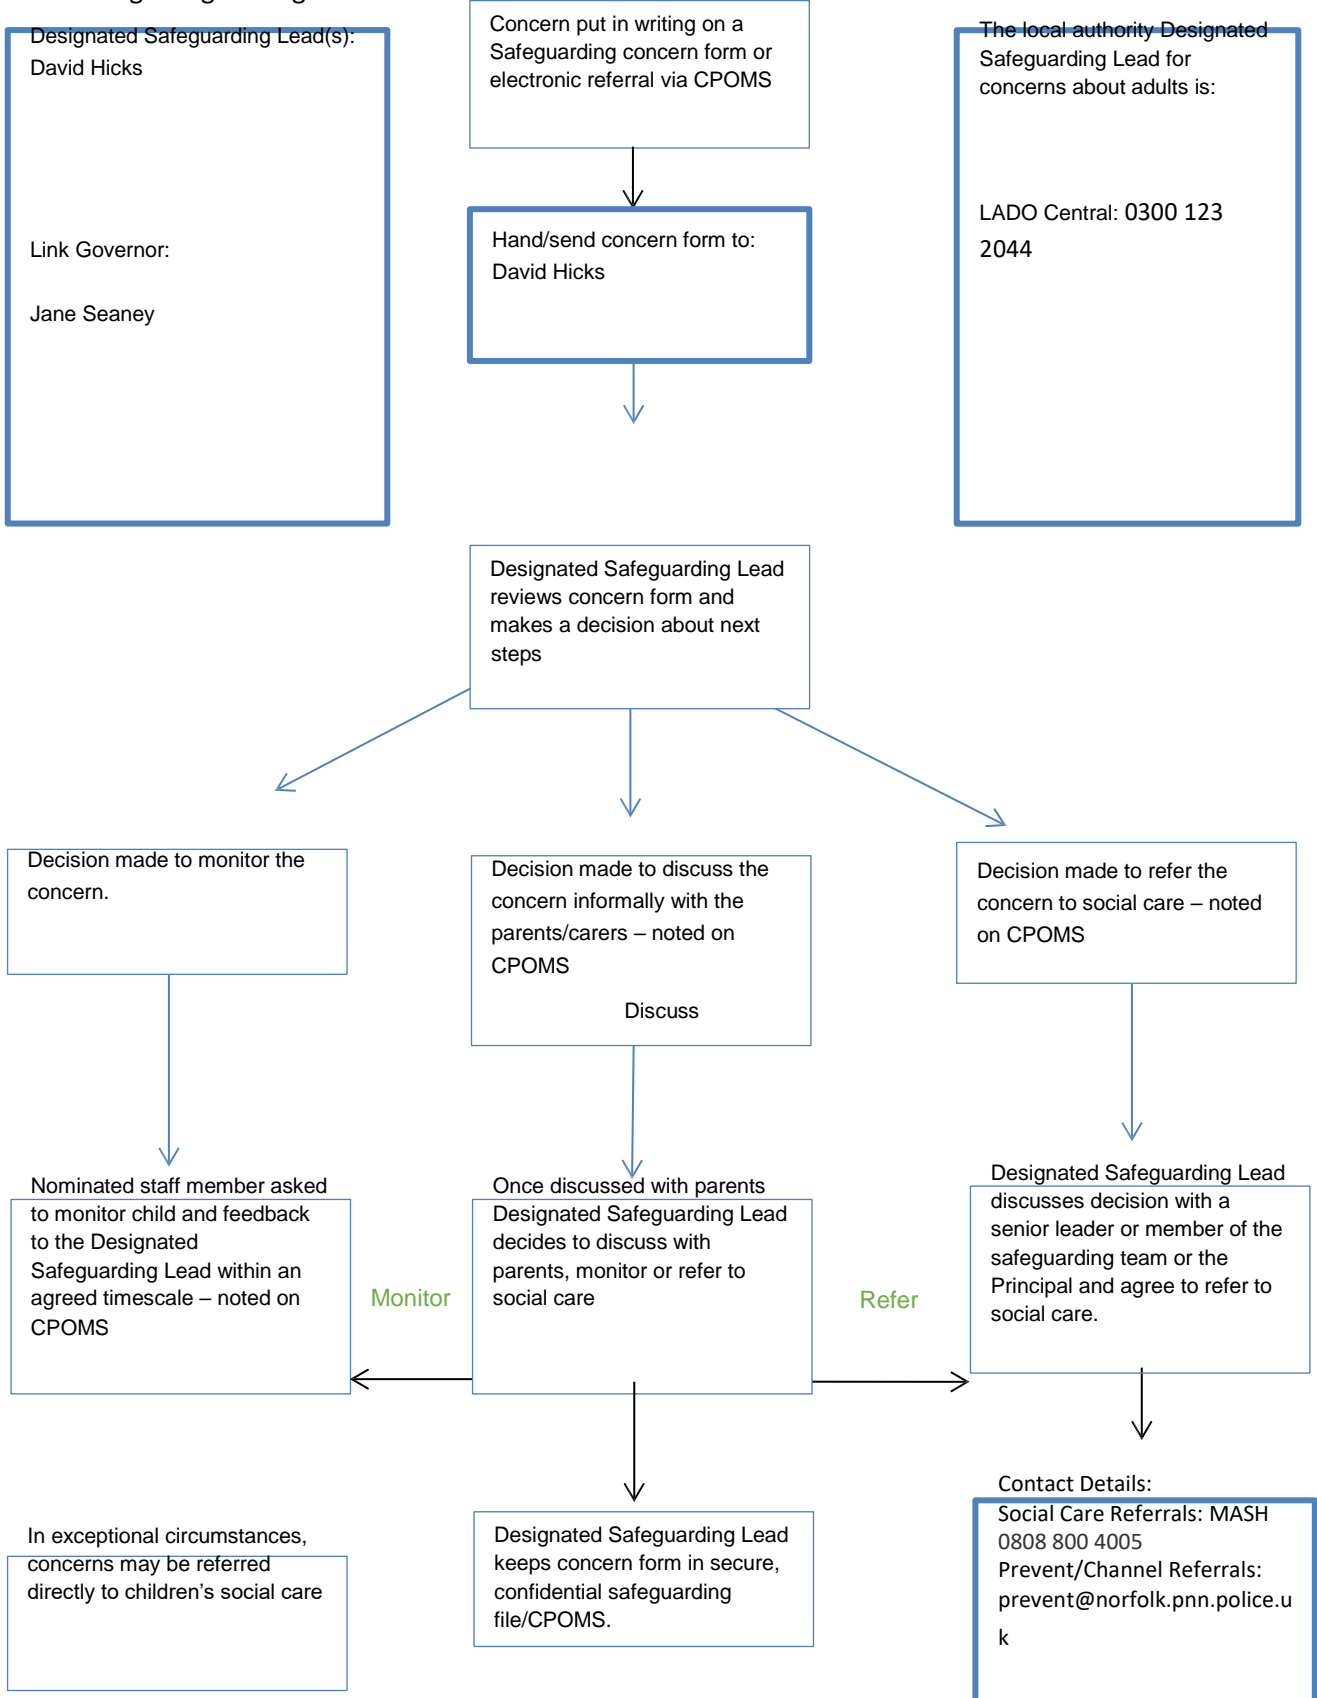 Designated Safeguarding Lead(s):
David Hicks
Link Governor:
Jane Seaney
Concern put in writing on a
Safeguarding concern form or
electronic referral via CPOMS
The local authority Designated
Safeguarding Lead for
concerns about adults is:
LADO Central: 0300 123
2044
Hand/send concern form to:
David Hicks
Designated Safeguarding Lead
reviews concern form and
makes a decision about next
steps
Decision made to monitor the
concern.
Decision made to discuss the
concern informally with the
parents/carers – noted on
CPOMS
Discuss
Decision made to refer the
concern to social care – noted
on CPOMS
Nominated staff member asked
to monitor child and feedback
to the Designated
Safeguarding Lead within an
agreed timescale – noted on
CPOMS
Monitor
Once discussed with parents
Designated Safeguarding Lead
decides to discuss with
parents, monitor or refer to
social care
Refer
Designated Safeguarding Lead
discusses decision with a
senior leader or member of the
safeguarding team or the
Principal and agree to refer to
social care.
In exceptional circumstances,
concerns may be referred
directly to children’s social care
Designated Safeguarding Lead
keeps concern form in secure,
confidential safeguarding
file/CPOMS.
Contact Details:
Social Care Referrals: MASH
0808 800 4005
Prevent/Channel Referrals:
prevent@norfolk.pnn.police.u
k